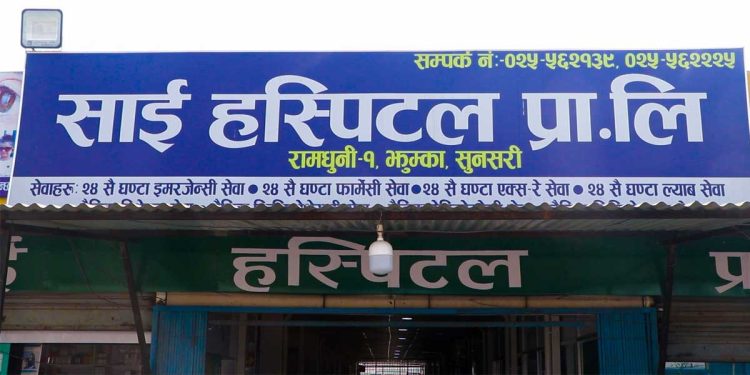 सम्पर्क नं:-०२५-५६२१३९, ०२५-५६२२२५
साई हस्पिटल प्रा.लि
रामधुनी-१, झुम्का, सुनसरी
सेवाहरू: २४ सै घण्टा इमरजेन्सी सेवा ● २४ सै घण्टा फार्मेसी सेवा ● २४ सै घण्टा एक्स-रे सेवा ● २४ सै घण्टा ल्याब सेवा
हस्पिटल